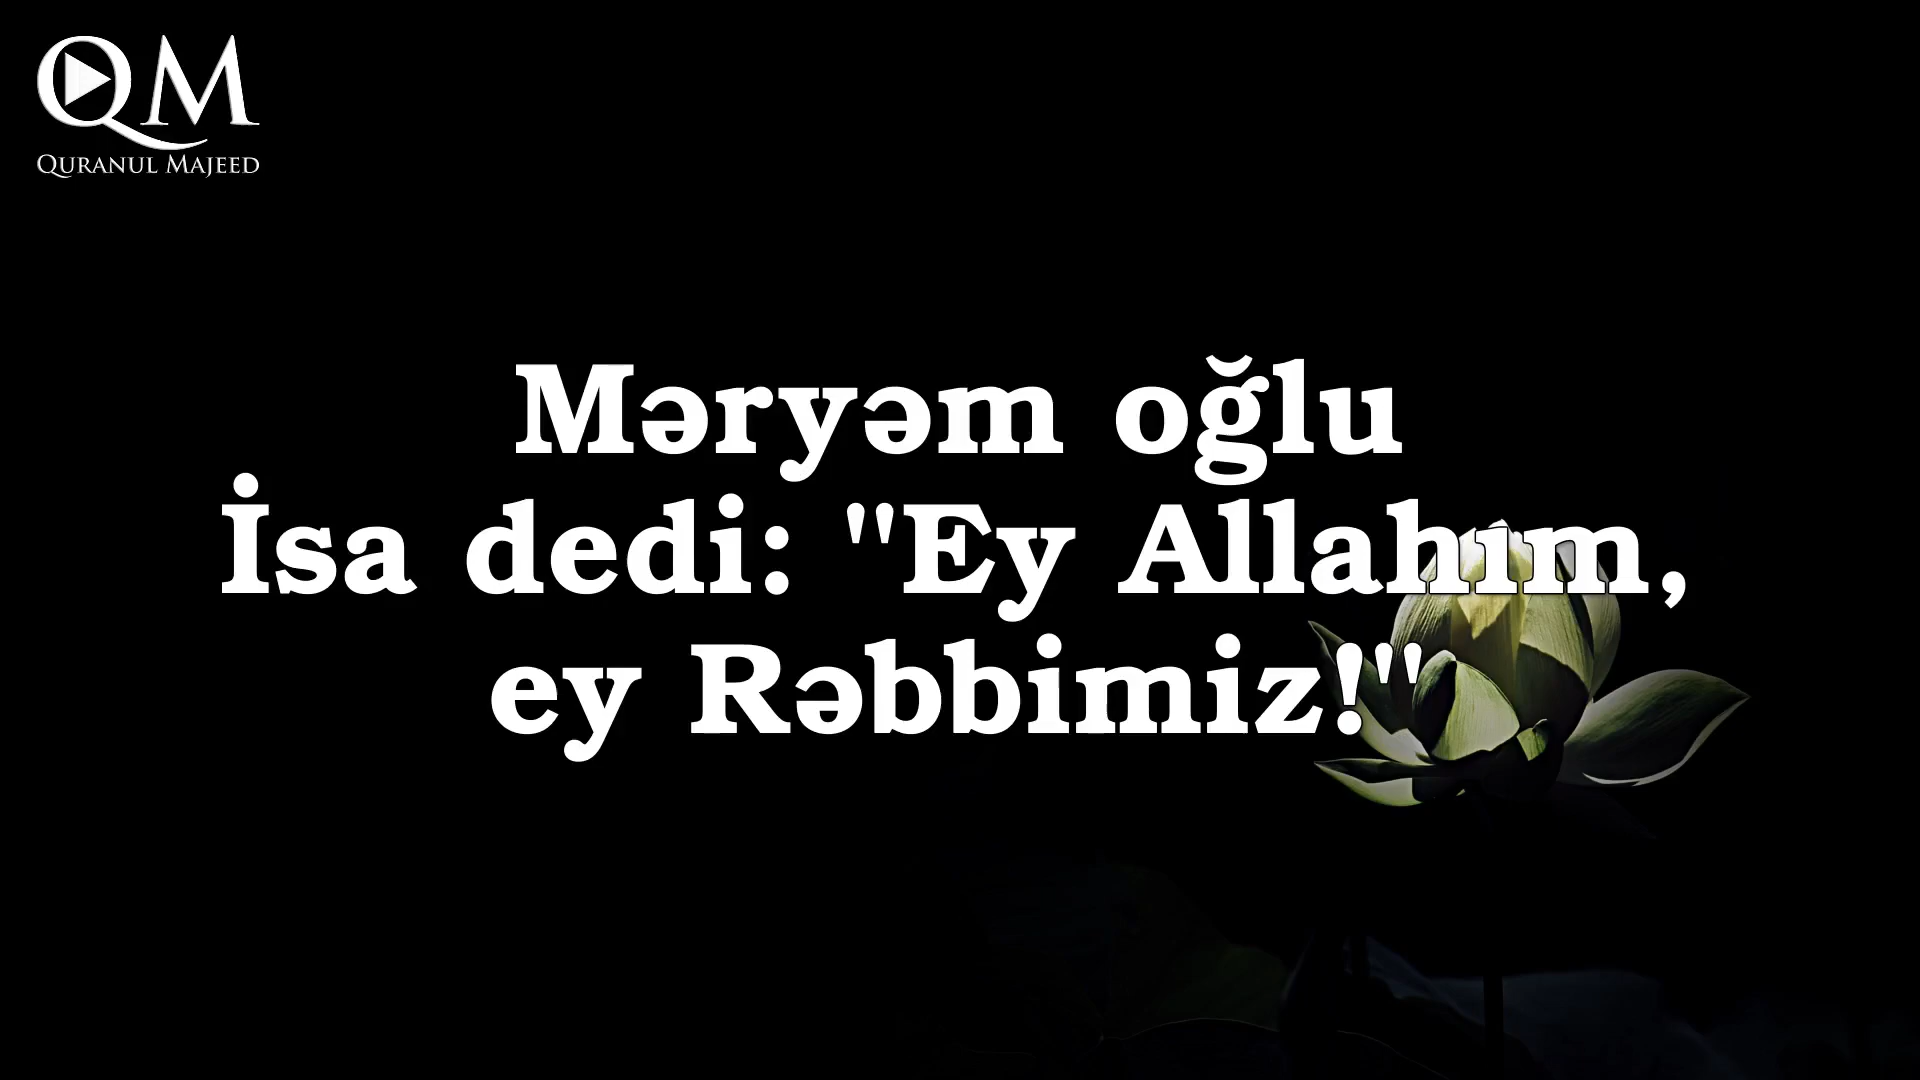 QM
QURANUL MAJEED
Məryəm oğlu
İsa dedi: "Ey Allahım,
ey Rəbbimiz!"